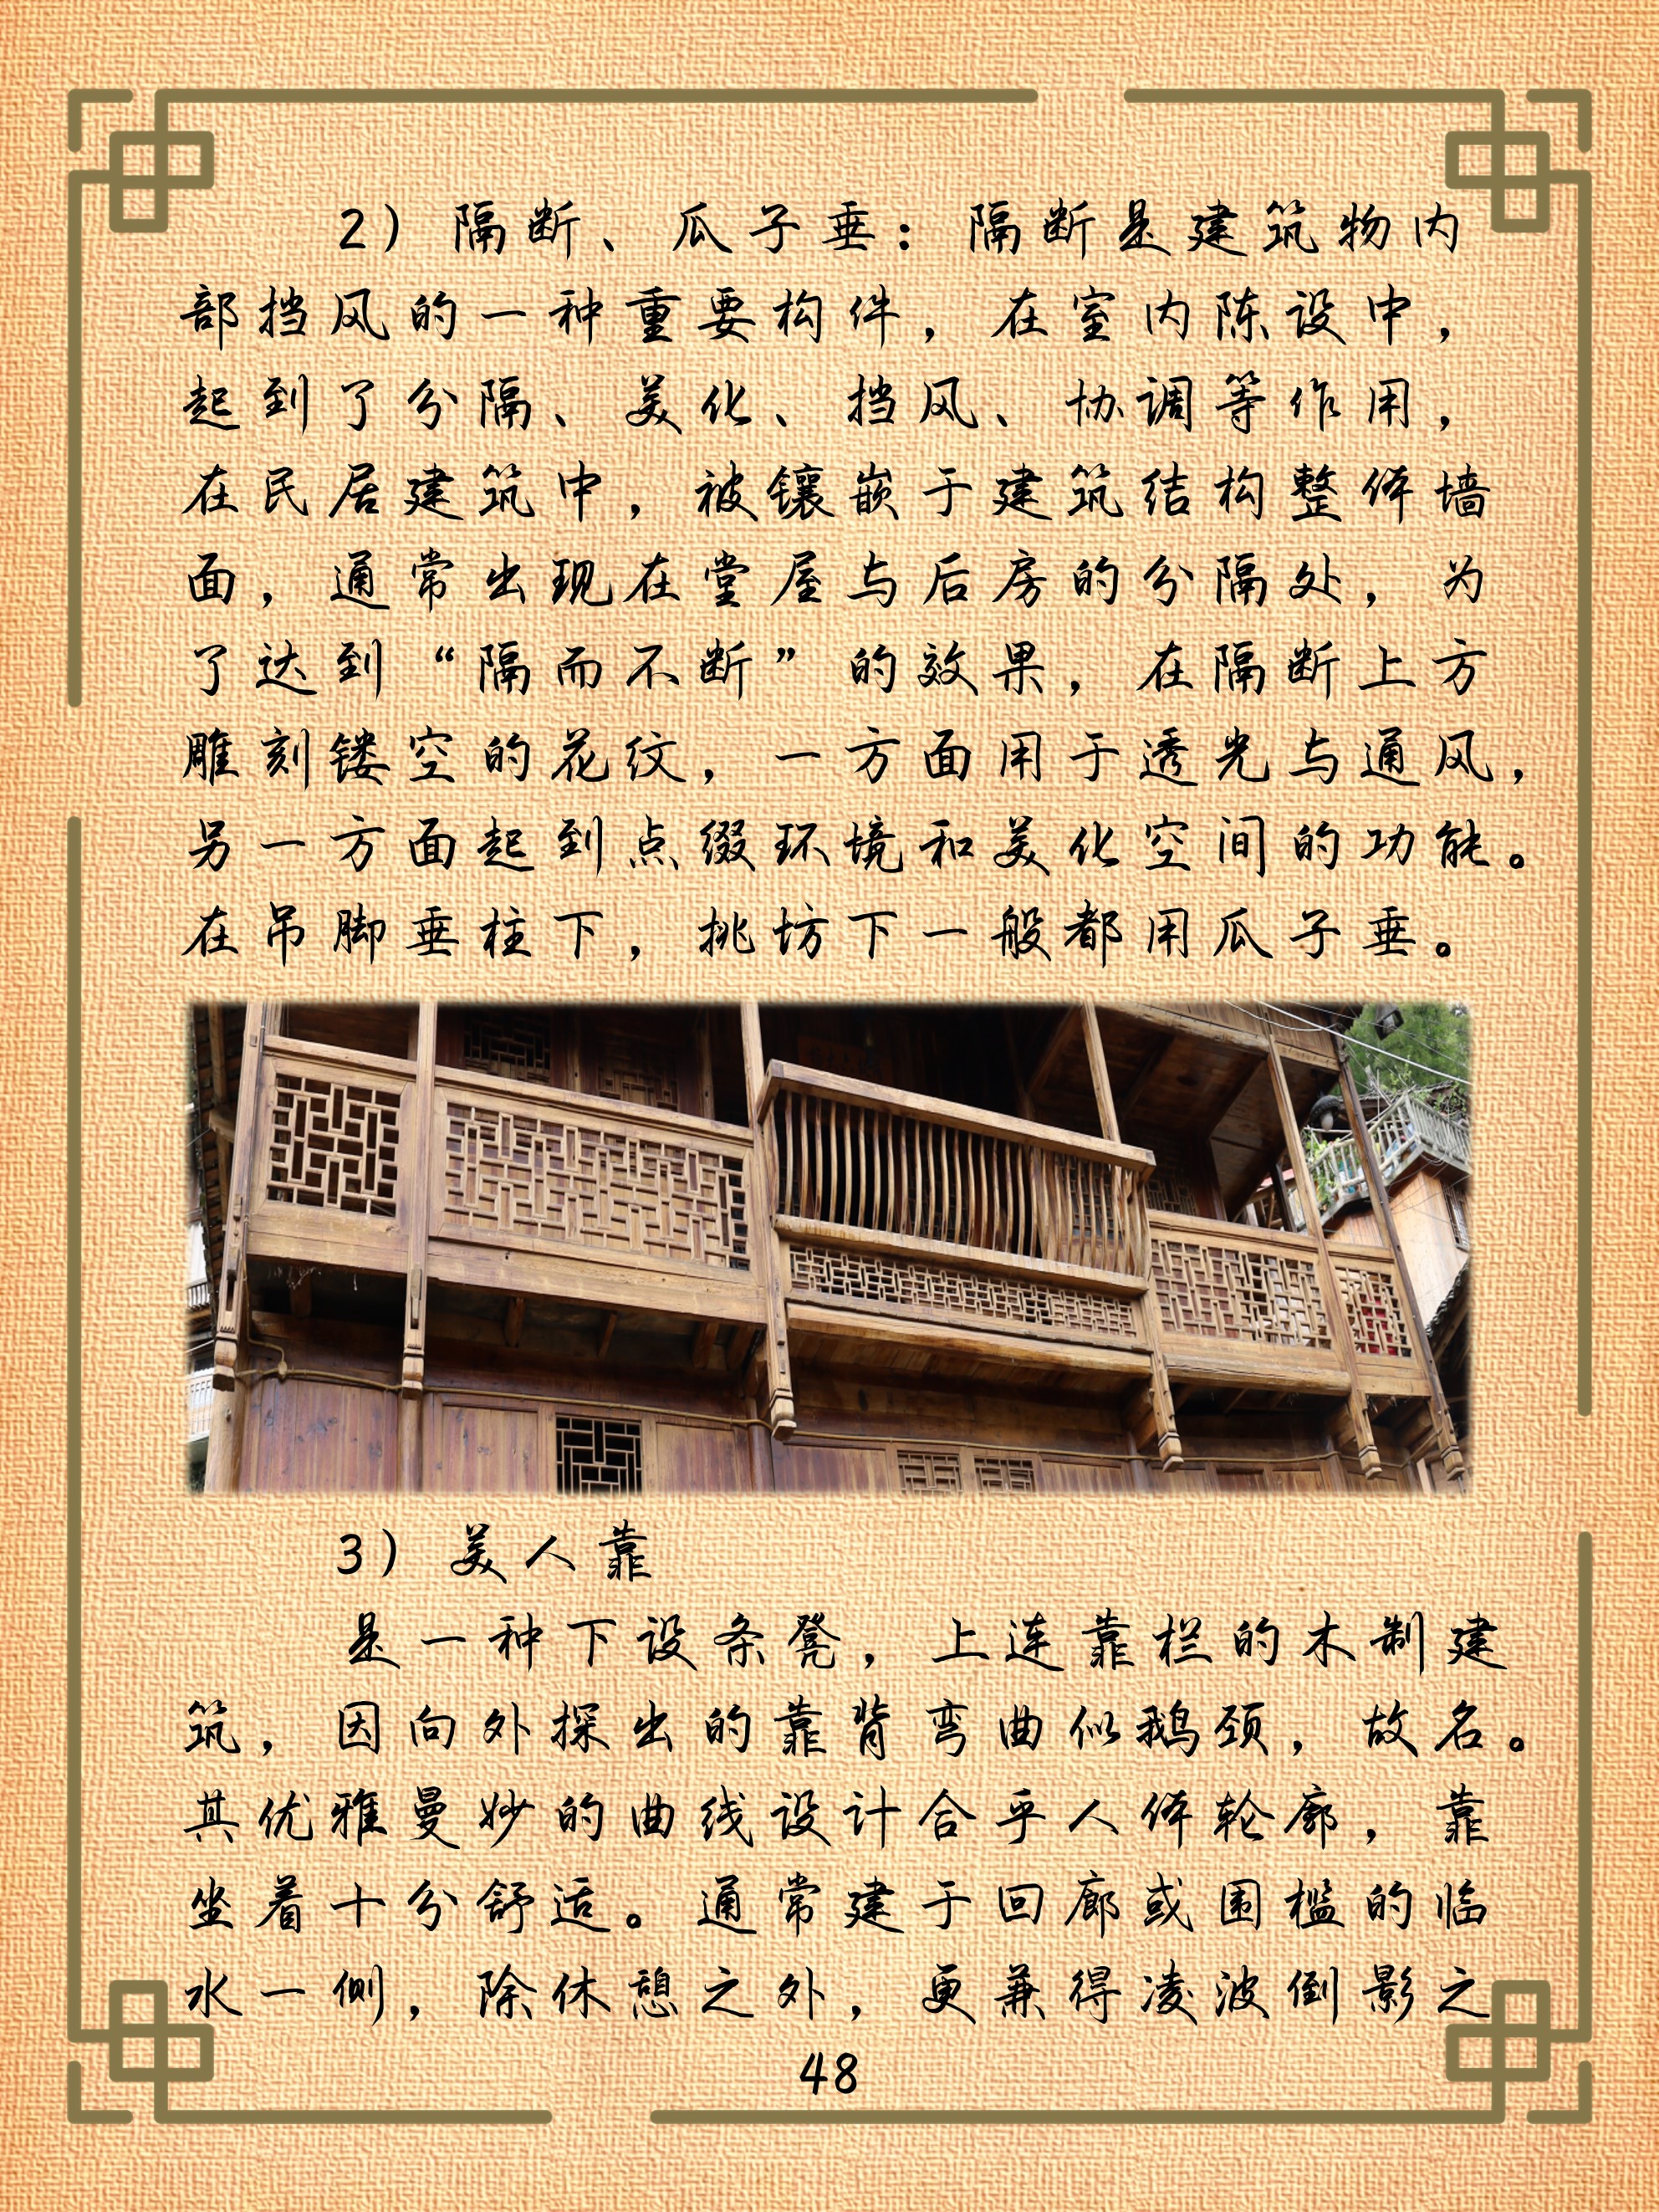 2）隔断、瓜子垂：隔断是建筑物内
部挡风的一种重要构件，在室内陈设中，
起到了分隔、美化、挡风、协调等作用，
在民居建筑中，被镶嵌于建筑结构整体墙
面，通常出现在堂屋与后房的分隔处，为
了达到“隔而不断”的效果，在隔断上方
雕刻镂空的花纹，一方面用于透光与通风，
另一方面起到点缀环境和美化空间的功能。
在吊脚垂柱下，挑坊下一般都用瓜子垂。
3）美人靠
是一种下设条凳，上连靠栏的木制建
筑，因向外探出的靠背弯曲似鹅颈，故名。
其优雅曼妙的曲线设计合乎人体轮廓，靠
坐着十分舒适。通常建于回廊或围槛的临
水一侧，除休憩之外，更兼得凌波倒影之
48